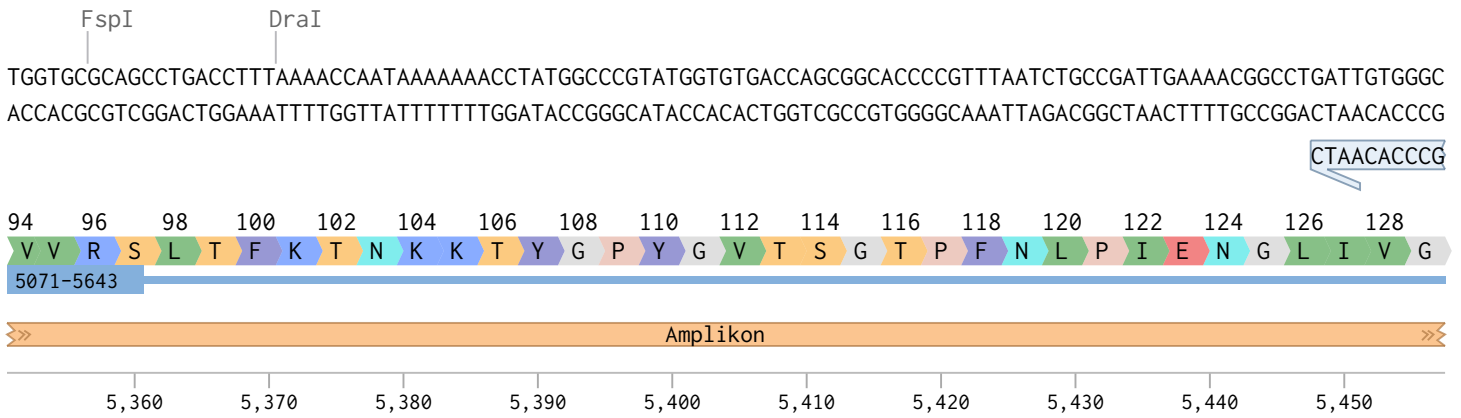 FspI DraI
TGGTGCGCAGCCTGACCTTTAAAACCAATAAAAAAACCTATGGCCCGTATGGTGTGACCAGCGGCACCCCGTTTAATCTGCCGATTGAAAACGGCCTGATTGTGGGC
ACCACGCGTCGGACTGGAAATTTTGGTTATTTTTTTGGATACCGGGCATACCACACTGGTCGCCGTGGGGCAAATTAGACGGCTAACTTTTGCCGGACTAACACCCG
CTAACACCCG
94 96 98 100 102 104 106 108 110 112 114 116 118 120 122 124 126 128
V V R S L T F K T N K K T Y G P Y G V T S G T P F N L P I E N G L I V G
5071-5643
Amplikon
5,360 5,370 5,380 5,390 5,400 5,410 5,420 5,430 5,440 5,450